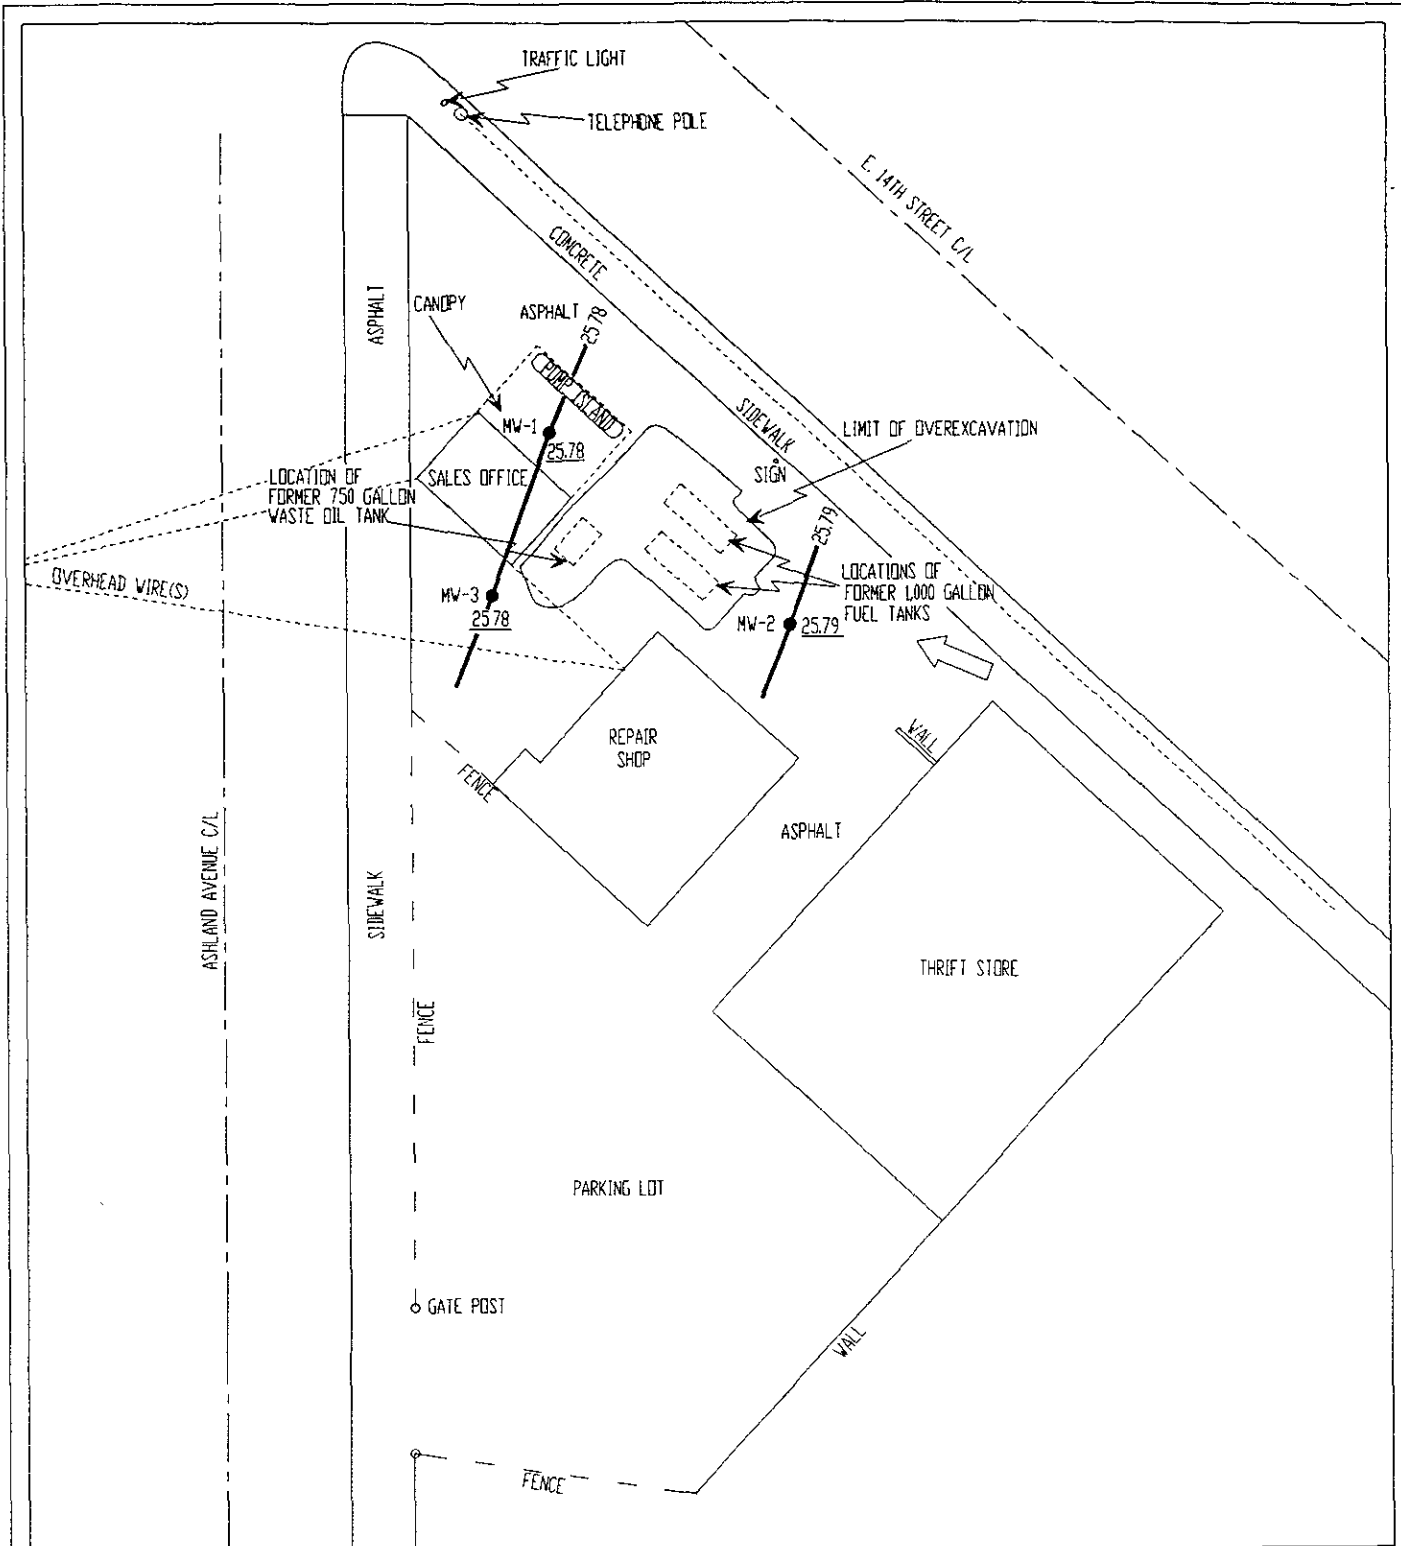 TRAFFIC LIGHT
TELEPHONE POLE
E. 14TH STREET C/L
CONCRETE
ASPHALT
CANOPY
ASPHALT
25.78
PUMP ISLAND
MW-1
25.78
SIDEWALK
LIMIT OF OVEREXCAVATION
SIGN
LOCATION OF
FORMER 750 GALLON
WASTE OIL TANK
SALES OFFICE
25.79
OVERHEAD WIRE(S)
LOCATIONS OF
FORMER 1,000 GALLON
FUEL TANKS
MW-3
25.78
MW-2
25.79
REPAIR
SHOP
WALL
FENCE
ASPHALT
ASHLAND AVENUE C/L
SIDEWALK
THRIFT STORE
FENCE
PARKING LOT
GATE POST
WALL
FENCE